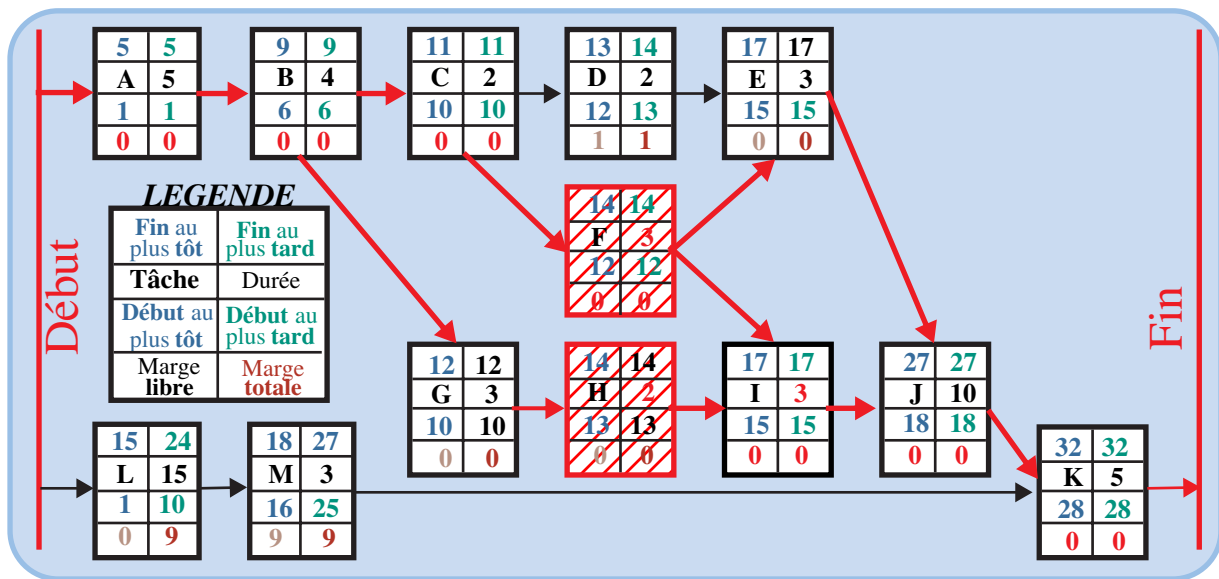 Début
5 5
A 5
1 1
0 0
9 9
B 4
6 6
0 0
11 11
C 2
10 10
0 0
13 14
D 2
12 13
1 1
17 17
E 3
15 15
0 0
LEGENDE
Fin au plus tôt
Fin au plus tard
Tâche
Durée
Début au plus tôt
Début au plus tard
Marge libre
Marge totale
14 14
F 3
12 12
0 0
12 12
G 3
10 10
0 0
14 14
H 2
13 13
0 0
17 17
I 3
15 15
0 0
27 27
J 10
18 18
0 0
15 24
L 15
1 10
0 9
18 27
M 3
16 25
9 9
32 32
K 5
28 28
0 0
Fin